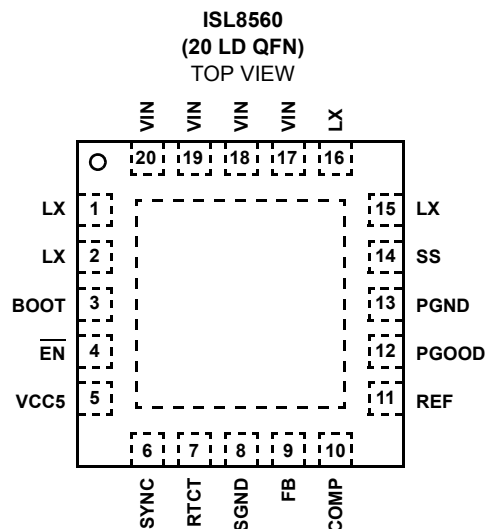 ISL8560
(20 LD QFN)
TOP VIEW
VIN VIN VIN VIN LX
20 19 18 17 16
LX 1 15 LX
LX 2 14 SS
BOOT 3 13 PGND
EN 4 12 PGOOD
VCC5 5 11 REF
6 7 8 9 10
SYNC RTCT SGND FB COMP